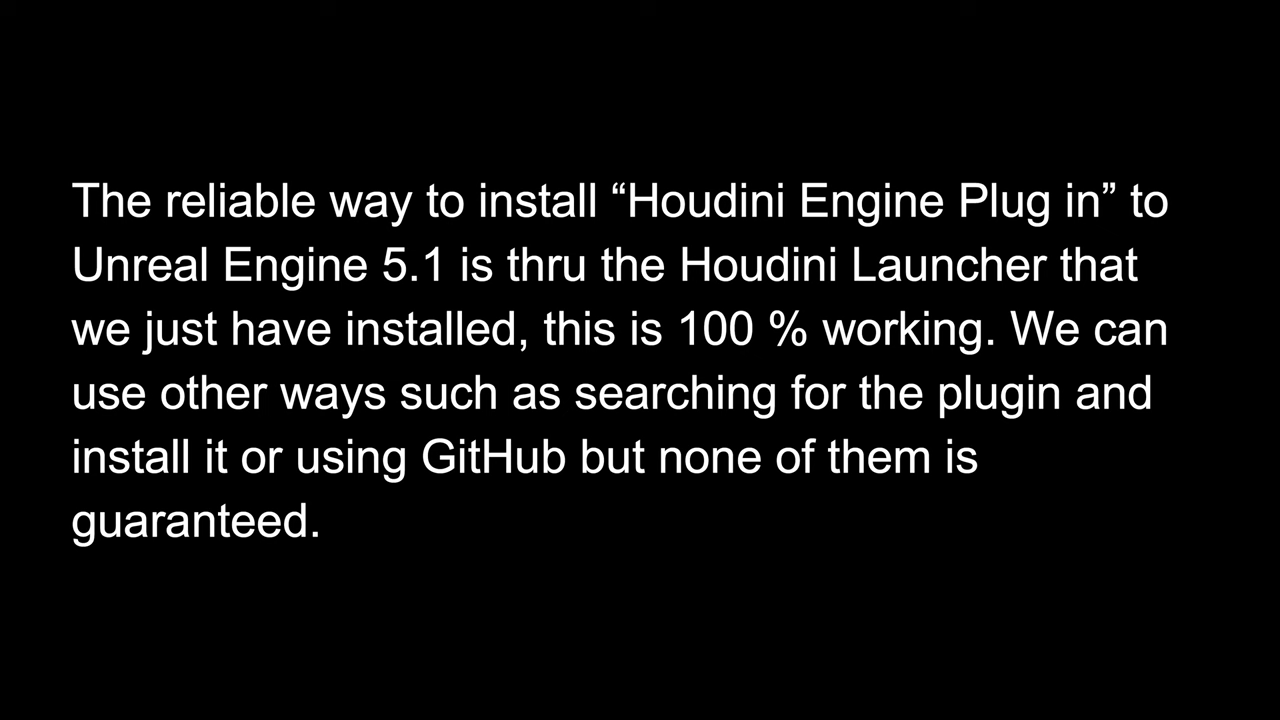 The reliable way to install “Houdini Engine Plug in” to
Unreal Engine 5.1 is thru the Houdini Launcher that
we just have installed, this is 100 % working. We can
use other ways such as searching for the plugin and
install it or using GitHub but none of them is
guaranteed.